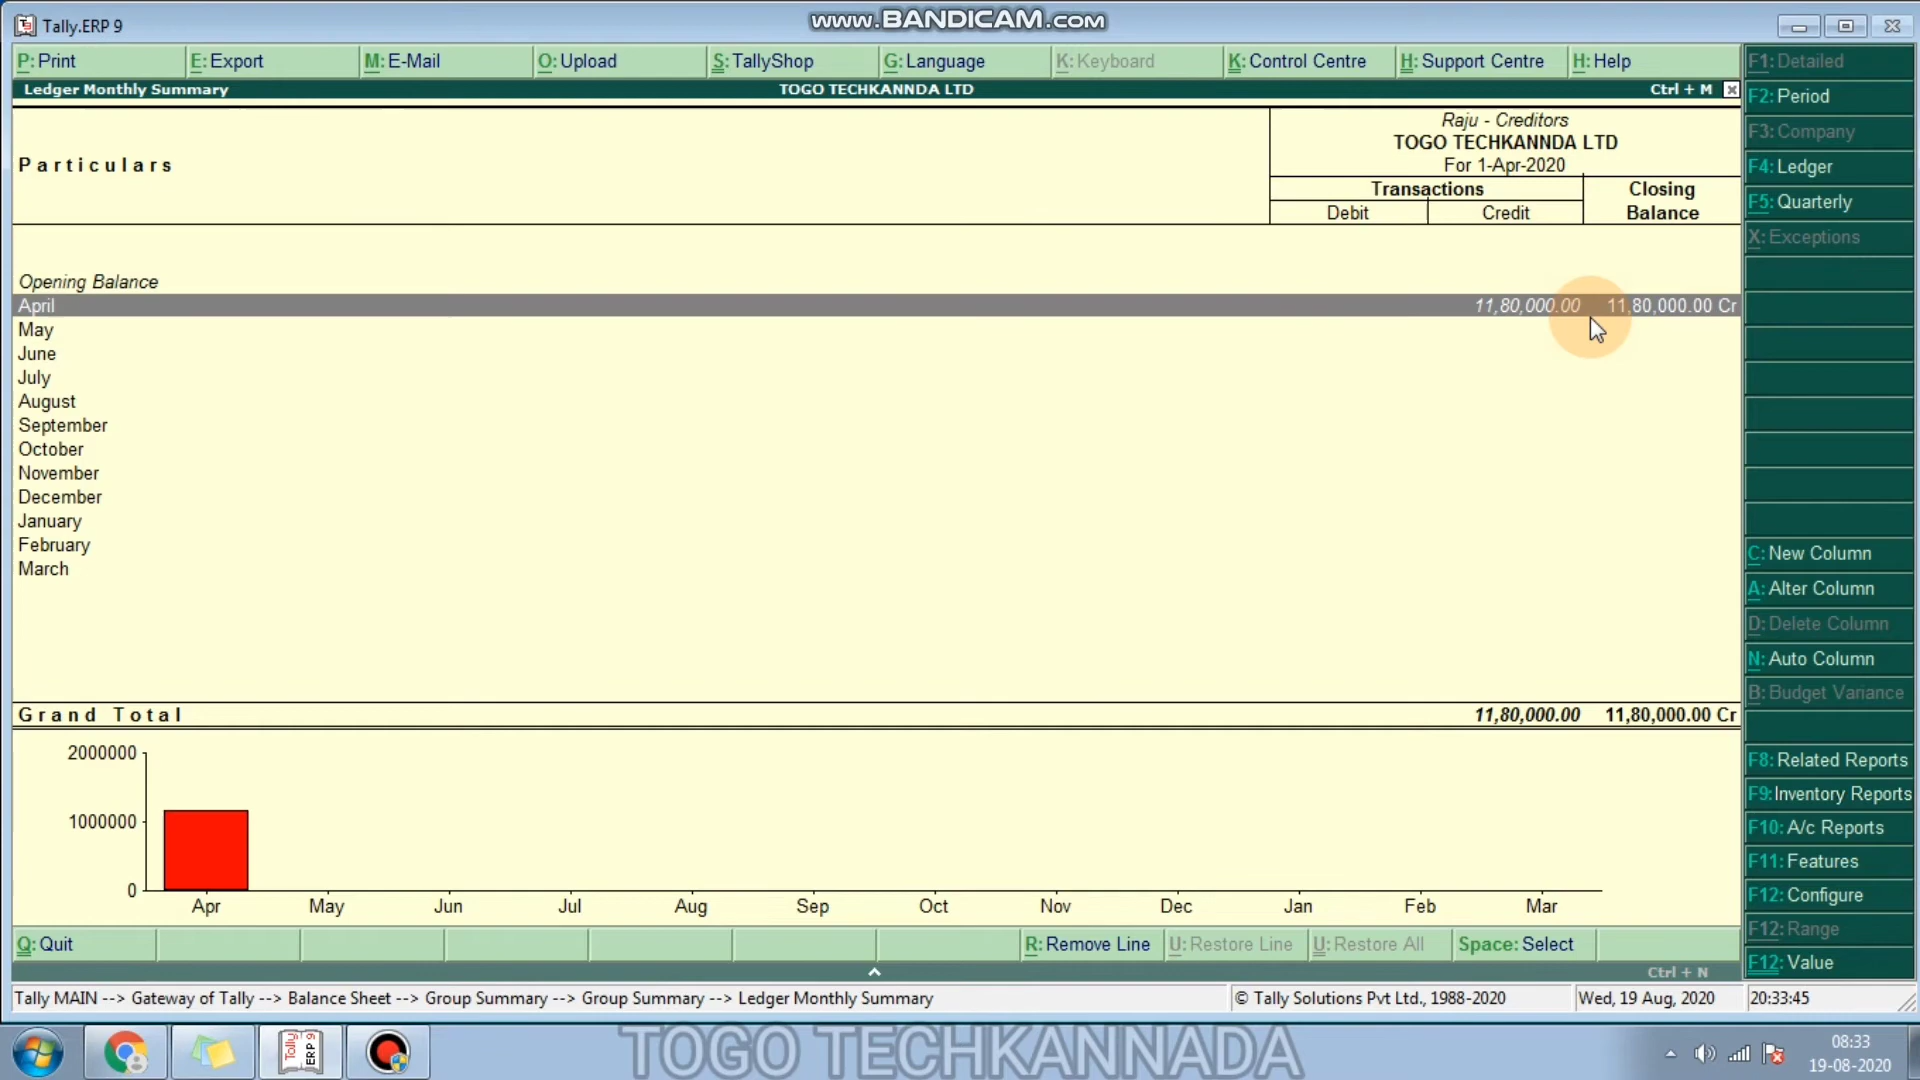 www.BANDICAM.com
Tally.ERP 9
P: Print E: Export M: E-Mail O: Upload S: TallyShop G: Language K: Keyboard K: Control Centre H: Support Centre H: Help
Ledger Monthly Summary TOGO TECHKANNDA LTD Ctrl + M
Particulars
Raju - Creditors
TOGO TECHKANNDA LTD
For 1-Apr-2020
Transactions Closing
Debit Credit Balance
Opening Balance
April 11,80,000.00 11,80,000.00 Cr
May
June
July
August
September
October
November
December
January
February
March
Grand Total 11,80,000.00 11,80,000.00 Cr
2000000
1000000
0
Apr May Jun Jul Aug Sep Oct Nov Dec Jan Feb Mar
Q: Quit R: Remove Line U: Restore Line U: Restore All Space: Select
Ctrl + N
Tally MAIN --> Gateway of Tally --> Balance Sheet --> Group Summary --> Group Summary --> Ledger Monthly Summary © Tally Solutions Pvt Ltd., 1988-2020 Wed, 19 Aug, 2020 20:33:45
F1: Detailed
F2: Period
F3: Company
F4: Ledger
F5: Quarterly
X: Exceptions
C: New Column
A: Alter Column
D: Delete Column
N: Auto Column
B: Budget Variance
F8: Related Reports
F9: Inventory Reports
F10: A/c Reports
F11: Features
F12: Configure
F12: Range
F12: Value
Tally ERP 9
TOGO TECHKANNADA
08:33
19-08-2020